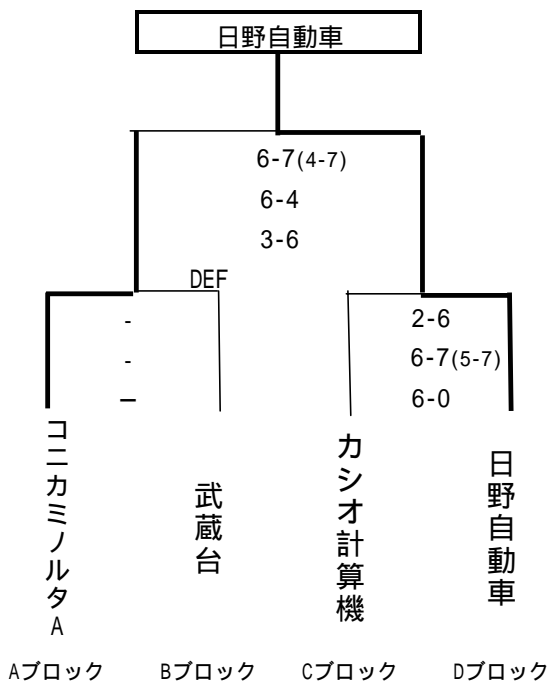 日野自動車
6-7(4-7)
6-4
3-6
DEF
-
-
－
2-6
6-7(5-7)
6-0
コニカミノルタA
武蔵台
カシオ計算機
日野自動車
Aブロック
Bブロック
Cブロック
Dブロック